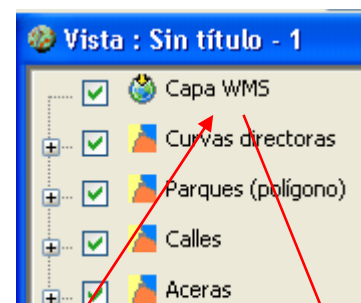 Vista : Sin título - 1
Capa WMS
Curvas directoras
Parques (polígono)
Calles
Aceras